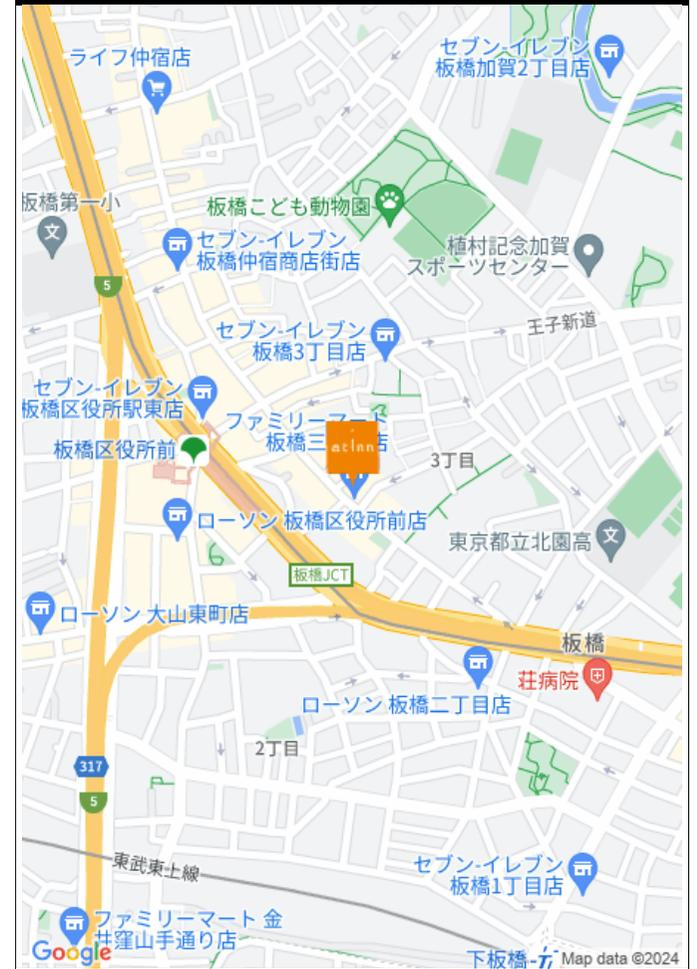 ライフ仲宿店
セブン-イレブン
板橋加賀2丁目店
板橋第一小
板橋こども動物園
セブン-イレブン
板橋仲宿商店街店
植村記念加賀
スポーツセンター
5
王子新道
セブン-イレブン
板橋3丁目店
セブン-イレブン
板橋区役所駅東店
ファミリーマート
板橋三
店
at Inn
板橋区役所前
3丁目
ローソン 板橋区役所前店
東京都立北園高
板橋JCT
ローソン 大山東町店
板橋
荘病院
ローソン 板橋二丁目店
2丁目
317
5
東武東上線
セブン-イレブン
板橋1丁目店
ファミリーマート 金
井窪山手通り店
Google
下板橋
Map data ©2024